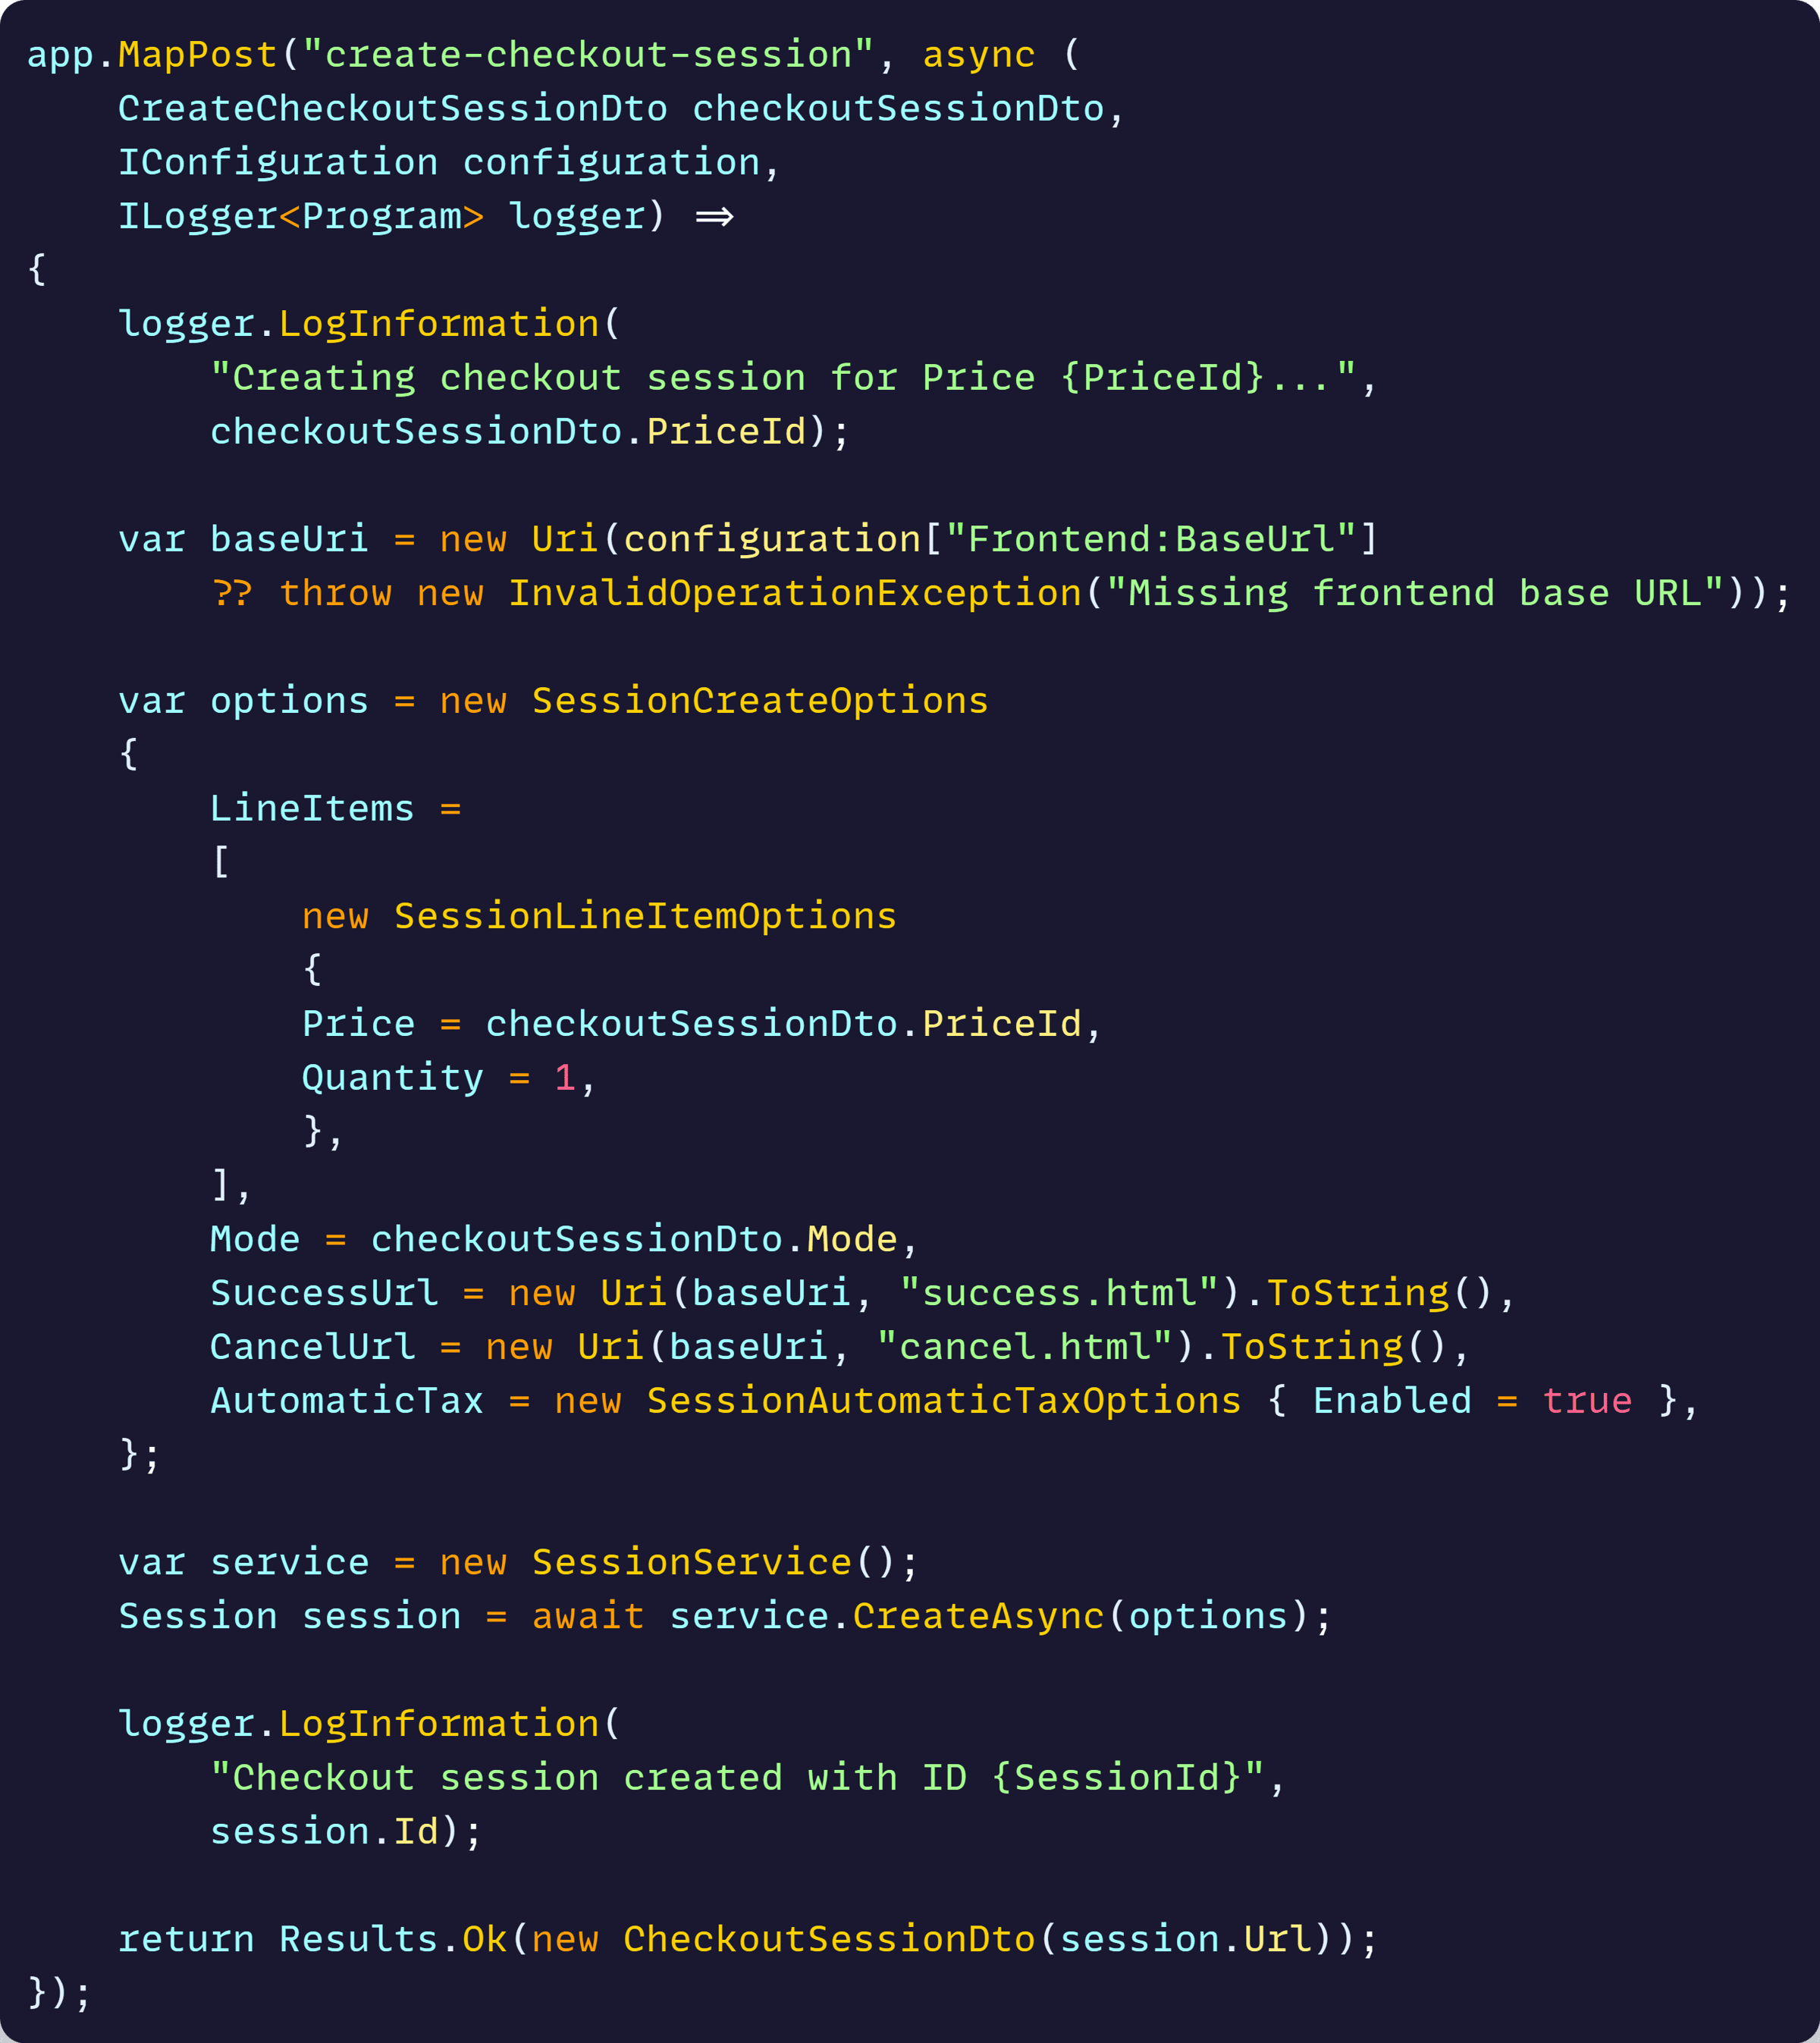 app.MapPost("create-checkout-session", async (
    CreateCheckoutSessionDto checkoutSessionDto,
    IConfiguration configuration,
    ILogger<Program> logger) =>
{
    logger.LogInformation(
        "Creating checkout session for Price {PriceId}...",
        checkoutSessionDto.PriceId);

    var baseUri = new Uri(configuration["Frontend:BaseUrl"]
        ?? throw new InvalidOperationException("Missing frontend base URL"));

    var options = new SessionCreateOptions
    {
        LineItems =
        [
            new SessionLineItemOptions
            {
            Price = checkoutSessionDto.PriceId,
            Quantity = 1,
            },
        ],
        Mode = checkoutSessionDto.Mode,
        SuccessUrl = new Uri(baseUri, "success.html").ToString(),
        CancelUrl = new Uri(baseUri, "cancel.html").ToString(),
        AutomaticTax = new SessionAutomaticTaxOptions { Enabled = true },
    };

    var service = new SessionService();
    Session session = await service.CreateAsync(options);

    logger.LogInformation(
        "Checkout session created with ID {SessionId}",
        session.Id);

    return Results.Ok(new CheckoutSessionDto(session.Url));
});